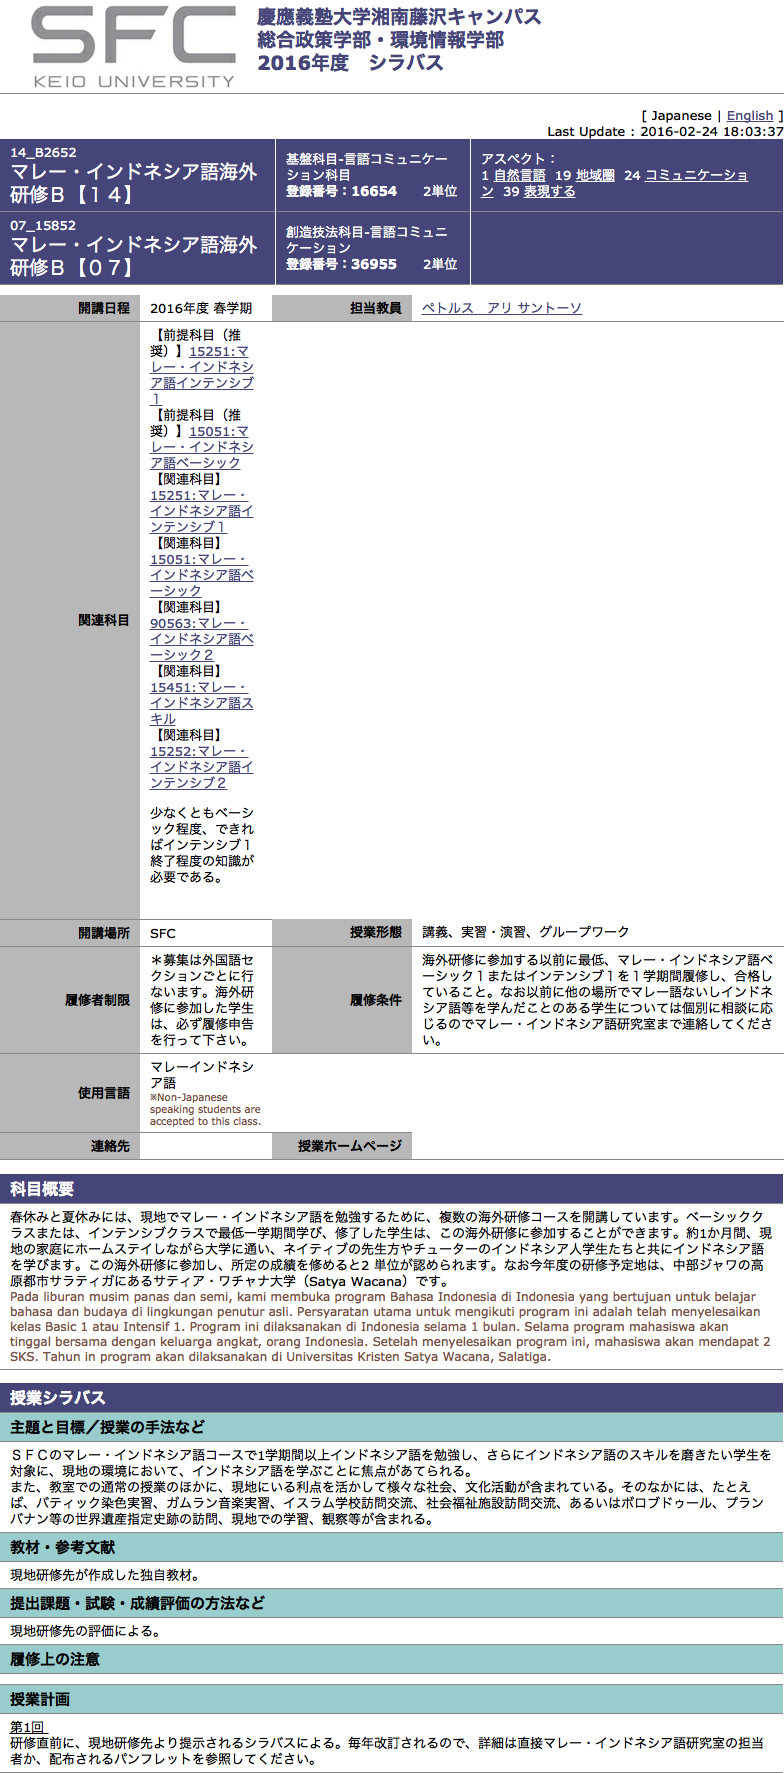 SFC
KEIO UNIVERSITY
慶應義塾大学湘南藤沢キャンパス
総合政策学部・環境情報学部
2016年度　シラバス
[ Japanese | English ]
Last Update : 2016-02-24 18:03:37
14_B2652
マレー・インドネシア語海外
研修Ｂ【１４】
基盤科目-言語コミュニケー
ション科目
登録番号：16654　2単位
アスペクト：
1 自然言語 19 地域圏 24 コミュニケーショ
ン 39 表現する
07_15852
マレー・インドネシア語海外
研修Ｂ【０７】
創造技法科目-言語コミュニ
ケーション
登録番号：36955　2単位
開講日程
2016年度 春学期
担当教員
ペトルス　アリ サントーソ
関連科目
【前提科目（推
奨）】15251:マ
レー・インドネシ
ア語インテンシブ
１
【前提科目（推
奨）】15051:マ
レー・インドネシ
ア語ベーシック
【関連科目】
15251:マレー・
インドネシア語イ
ンテンシブ１
【関連科目】
15051:マレー・
インドネシア語ベ
ーシック
【関連科目】
90563:マレー・
インドネシア語ベ
ーシック２
【関連科目】
15451:マレー・
インドネシア語ス
キル
【関連科目】
15252:マレー・
インドネシア語イ
ンテンシブ２
少なくともベーシ
ック程度、できれ
ばインテンシブ１
終了程度の知識が
必要である。
開講場所
SFC
授業形態
講義、実習・演習、グループワーク
履修者制限
＊募集は外国語セ
クションごとに行
ないます。海外研
修に参加した学生
は、必ず履修申告
を行って下さい。
履修条件
海外研修に参加する以前に最低、マレー・インドネシア語ベ
ーシック１またはインテンシブ１を１学期間履修し、合格し
ていること。なお以前に他の場所でマレー語ないしインドネ
シア語等を学んだことのある学生については個別に相談に応
じるのでマレー・インドネシア語研究室まで連絡してくださ
い。
使用言語
マレーインドネシ
ア語
※Non-Japanese
speaking students are
accepted to this class.
連絡先
授業ホームページ
科目概要
春休みと夏休みには、現地でマレー・インドネシア語を勉強するために、複数の海外研修コースを開講しています。ベーシックク
ラスまたは、インテンシブクラスで最低一学期間学び、修了した学生は、この海外研修に参加することができます。約1か月間、現
地の家庭にホームステイしながら大学に通い、ネイティブの先生方やチューターのインドネシア人学生たちと共にインドネシア語
を学びます。この海外研修に参加し、所定の成績を修めると2 単位が認められます。なお今年度の研修予定地は、中部ジャワの高
原都市サラティガにあるサティア・ワチャナ大学（Satya Wacana）です。
Pada liburan musim panas dan semi, kami membuka program Bahasa Indonesia di Indonesia yang bertujuan untuk belajar
bahasa dan budaya di lingkungan penutur asli. Persyaratan utama untuk mengikuti program ini adalah telah menyelesaikan
kelas Basic 1 atau Intensif 1. Program ini dilaksanakan di Indonesia selama 1 bulan. Selama program mahasiswa akan
tinggal bersama dengan keluarga angkat, orang Indonesia. Setelah menyelesaikan program ini, mahasiswa akan mendapat 2
SKS. Tahun in program akan dilaksanakan di Universitas Kristen Satya Wacana, Salatiga.
授業シラバス
主題と目標／授業の手法など
ＳＦＣのマレー・インドネシア語コースで1学期間以上インドネシア語を勉強し、さらにインドネシア語のスキルを磨きたい学生を
対象に、現地の環境において、インドネシア語を学ぶことに焦点があてられる。
また、教室での通常の授業のほかに、現地にいる利点を活かして様々な社会、文化活動が含まれている。そのなかには、たとえ
ば、バティック染色実習、ガムラン音楽実習、イスラム学校訪問交流、社会福祉施設訪問交流、あるいはボロブドゥール、プラン
バナン等の世界遺産指定史跡の訪問、現地での学習、観察等が含まれる。
教材・参考文献
現地研修先が作成した独自教材。
提出課題・試験・成績評価の方法など
現地研修先の評価による。
履修上の注意
授業計画
第1回
研修直前に、現地研修先より提示されるシラバスによる。毎年改訂されるので、詳細は直接マレー・インドネシア語研究室の担当
者か、配布されるパンフレットを参照してください。